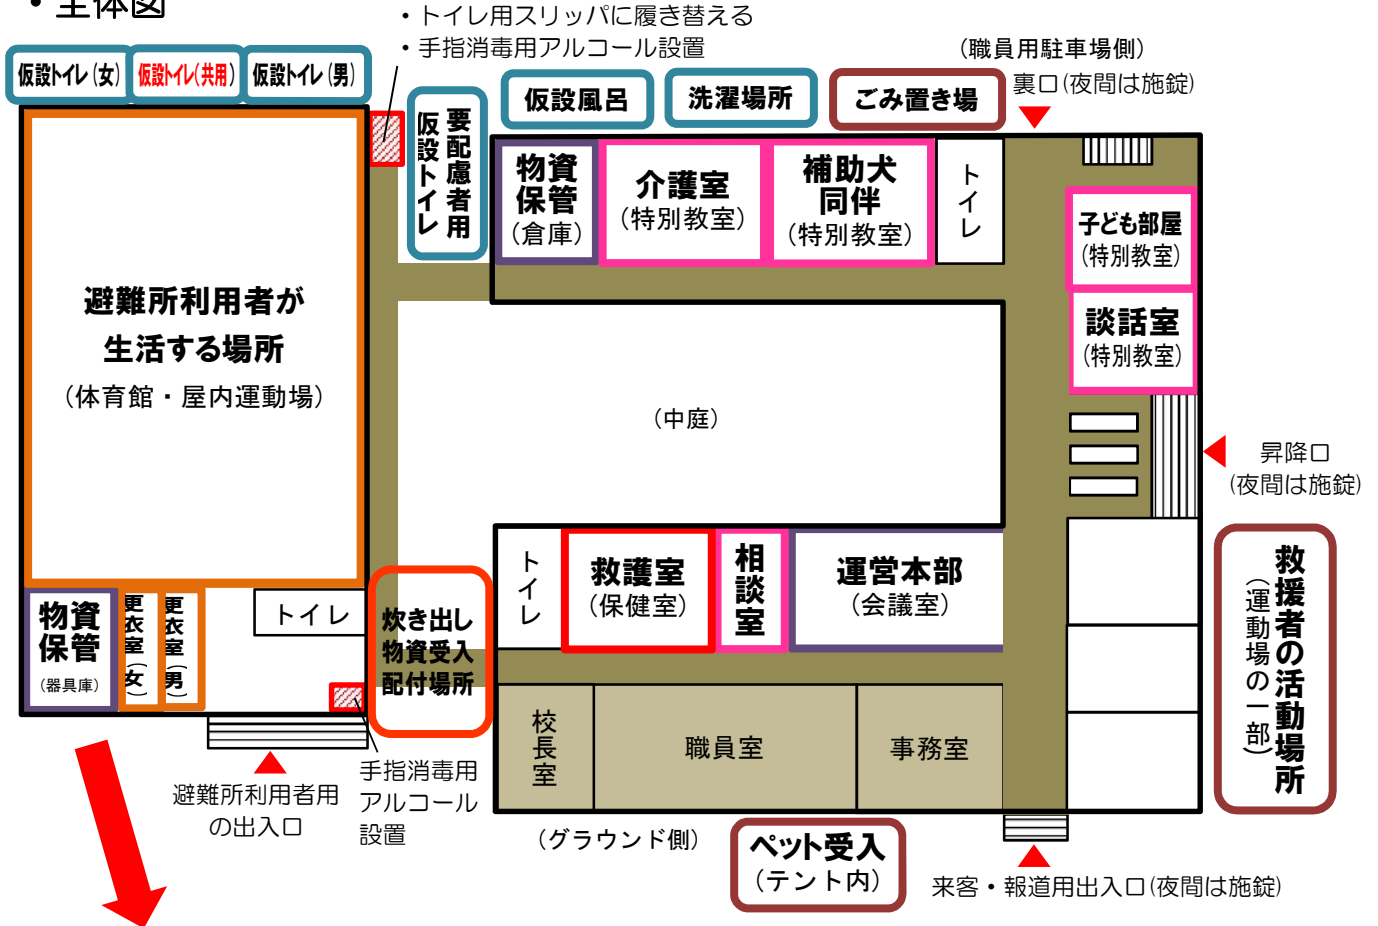 ・全体図
・トイレ用スリッパに履き替える
・手指消毒用アルコール設置
仮設トイレ(女)
仮設トイレ(共用)
仮設トイレ(男)
要配慮者用
仮設トイレ
仮設風呂
洗濯場所
ごみ置き場
(職員用駐車場側)
裏口(夜間は施錠)
物資
保管
(倉庫)
介護室
(特別教室)
補助犬
同伴
(特別教室)
トイレ
子ども部屋
(特別教室)
談話室
(特別教室)
避難所利用者が
生活する場所
(体育館・屋内運動場)
(中庭)
昇降口
(夜間は施錠)
トイレ
救護室
(保健室)
相談室
運営本部
(会議室)
救援者の活動場所
(運動場の一部)
物資
保管
(器具庫)
更衣室(女)
更衣室(男)
トイレ
炊き出し
物資受入
配付場所
校長室
職員室
事務室
避難所利用者用
の出入口
手指消毒用
アルコール
設置
(グラウンド側)
ペット受入
(テント内)
来客・報道用出入口(夜間は施錠)